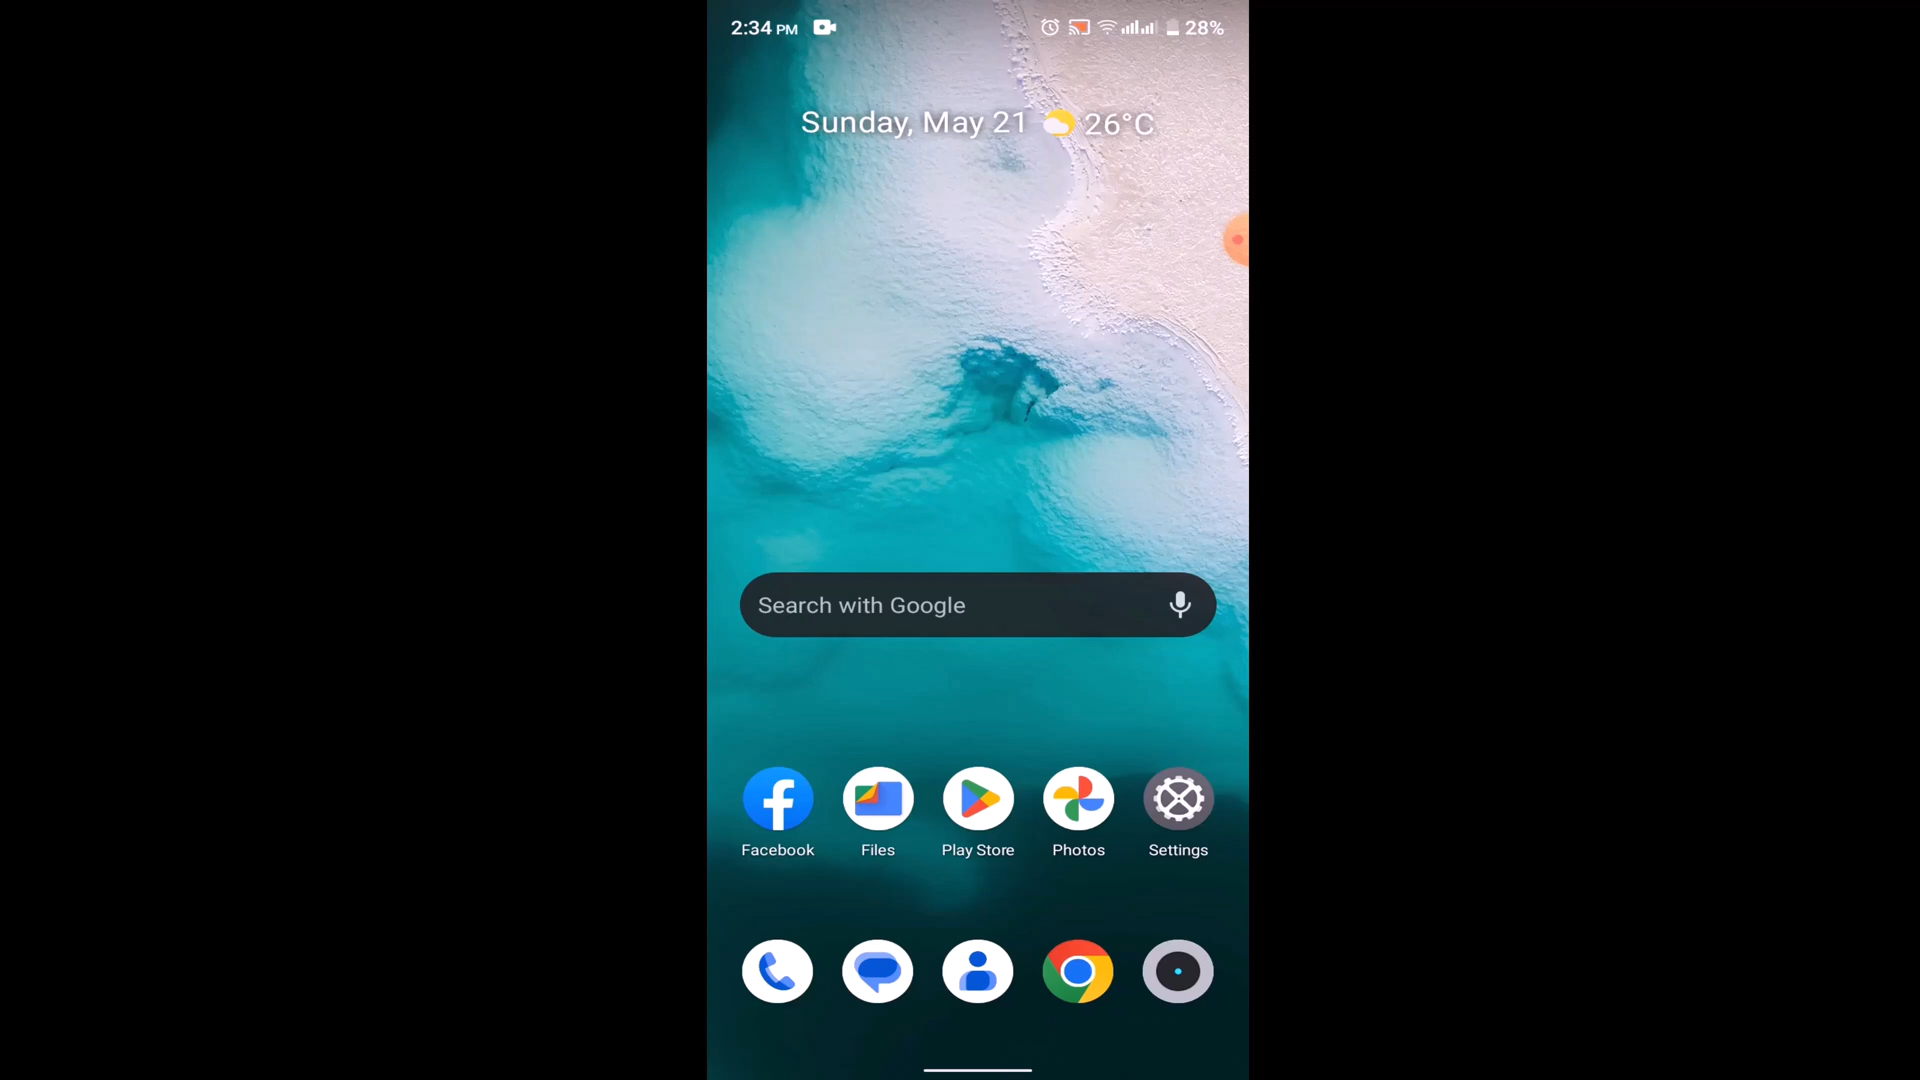 2:34 PM 28%
Sunday, May 21 26°C
Search with Google
Facebook Files Play Store Photos Settings